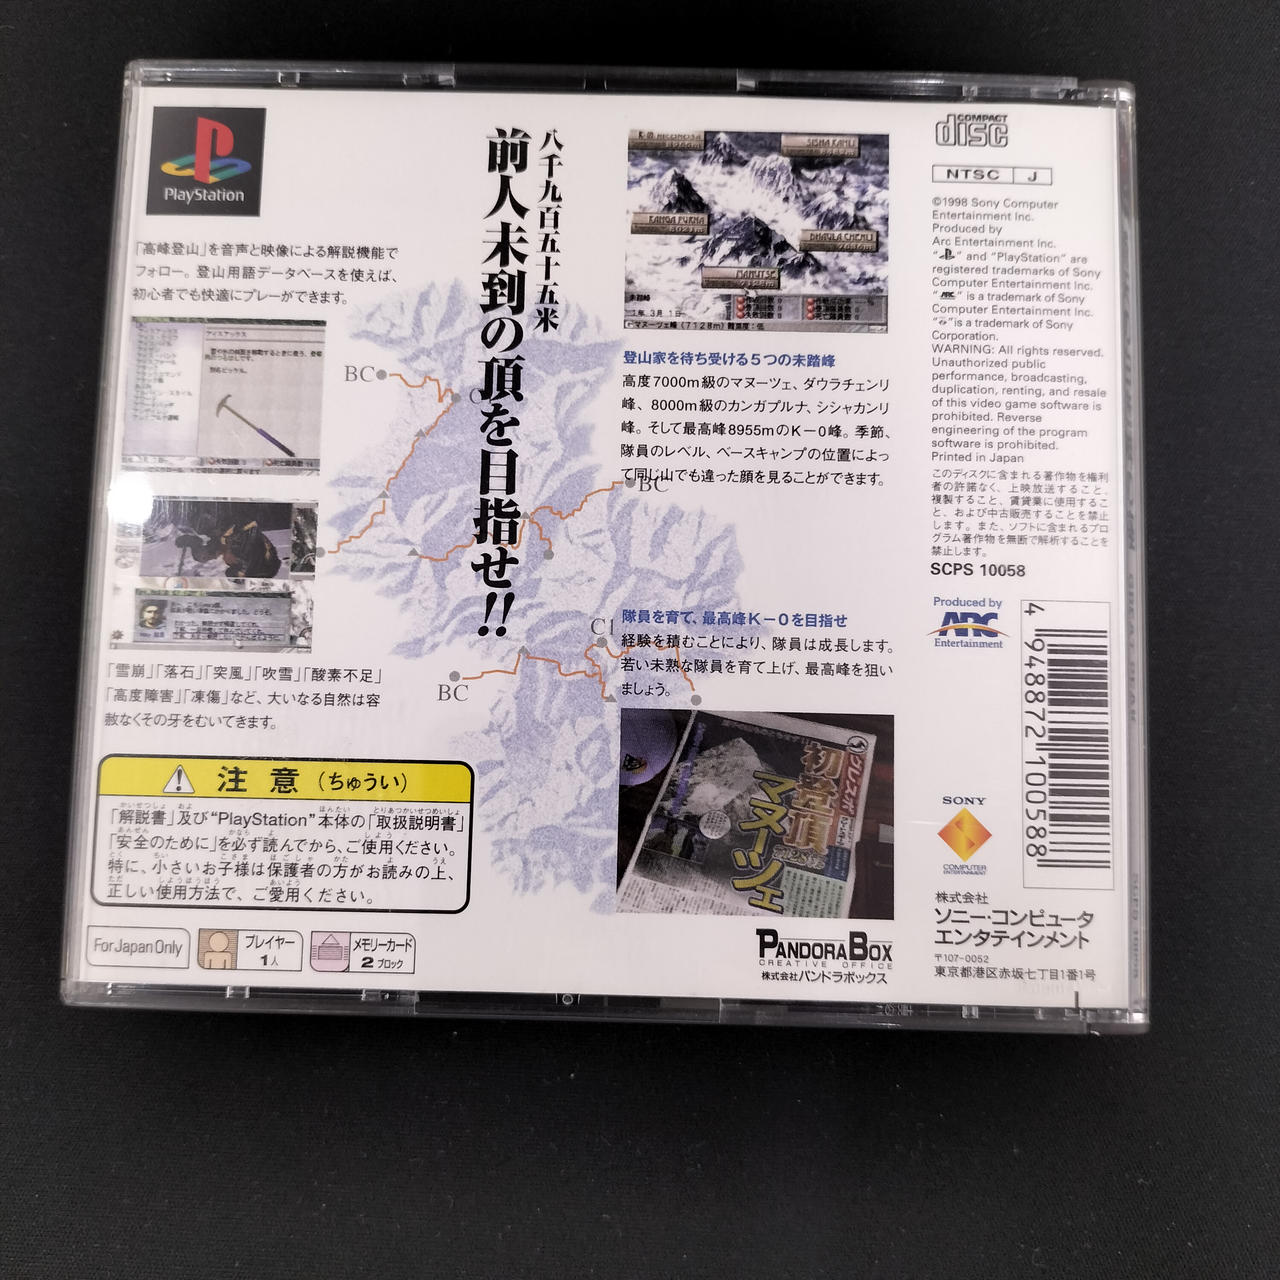 PlayStation
「高峰登山」を音声と映像による解説機能で
フォロー。登山用語データベースを使えば、
初心者でも快適にプレーができます。
アイスアックス
八千九百五十五米
前人未到の頂を目指せ!!
BC
BC
C1
BC
「雪崩」「落石」「突風」「吹雪」「酸素不足」
「高度障害」「凍傷」など、大いなる自然は容
赦なくその牙をむいてきます。
SISHA KANLI
KANGA PURNA
DHAULA CHENLI
MANUTSE
マヌーツェ峰(7128m)難易度:低
登山家を待ち受ける5つの未踏峰
高度7000m級のマヌーツェ、ダウラチェンリ
峰、8000m級のカンガプルナ、シシャカンリ
峰。そして最高峰8955mのK-0峰。季節、
隊員のレベル、ベースキャンプの位置によっ
て同じ山でも違った顔を見ることができます。
隊員を育て、最高峰K-0を目指せ
経験を積むことにより、隊員は成長します。
若い未熟な隊員を育て上げ、最高峰を狙い
ましょう。
グレスポ
初登頂
マヌーツェ
注意(ちゅうい)
「解説書」及び“PlayStation”本体の「取扱説明書」
「安全のために」を必ず読んでから、ご使用ください。
特に、小さいお子様は保護者の方がお読みの上、
正しい使用方法で、ご愛用ください。
For Japan Only
プレイヤー
1人
メモリーカード
2ブロック
PANDORA BOX
CREATIVE OFFICE
株式会社パンドラボックス
COMPACT
disc
NTSC J
©1998 Sony Computer
Entertainment Inc.
Produced by
Arc Entertainment Inc.
“ ” and “PlayStation” are
registered trademarks of Sony
Computer Entertainment Inc.
“ARC” is a trademark of Sony
Computer Entertainment Inc.
“ ”is a trademark of Sony
Corporation.
WARNING: All rights reserved.
Unauthorized public
performance, broadcasting,
duplication, renting, and resale
of this video game software is
prohibited. Reverse
engineering of the program
software is prohibited.
Printed in Japan
このディスクに含まれる著作物を権利
者の許諾なく、上映放送すること、
複製すること、賃貸業に使用するこ
と、および中古販売することを禁止
します。また、ソフトに含まれるプロ
グラム著作物を無断で解析することを
禁止します。
SCPS 10058
Produced by
ARC
Entertainment
4 948872 100588
SONY
COMPUTER
ENTERTAINMENT
株式会社
ソニー・コンピュータ
エンタテインメント
〒107-0052
東京都港区赤坂七丁目1番1号